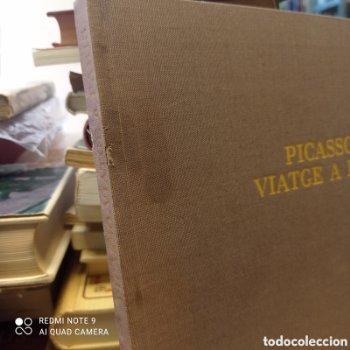 PICASSO
VIATGE A
REDMI NOTE 9
AI QUAD CAMERA
todocoleccion